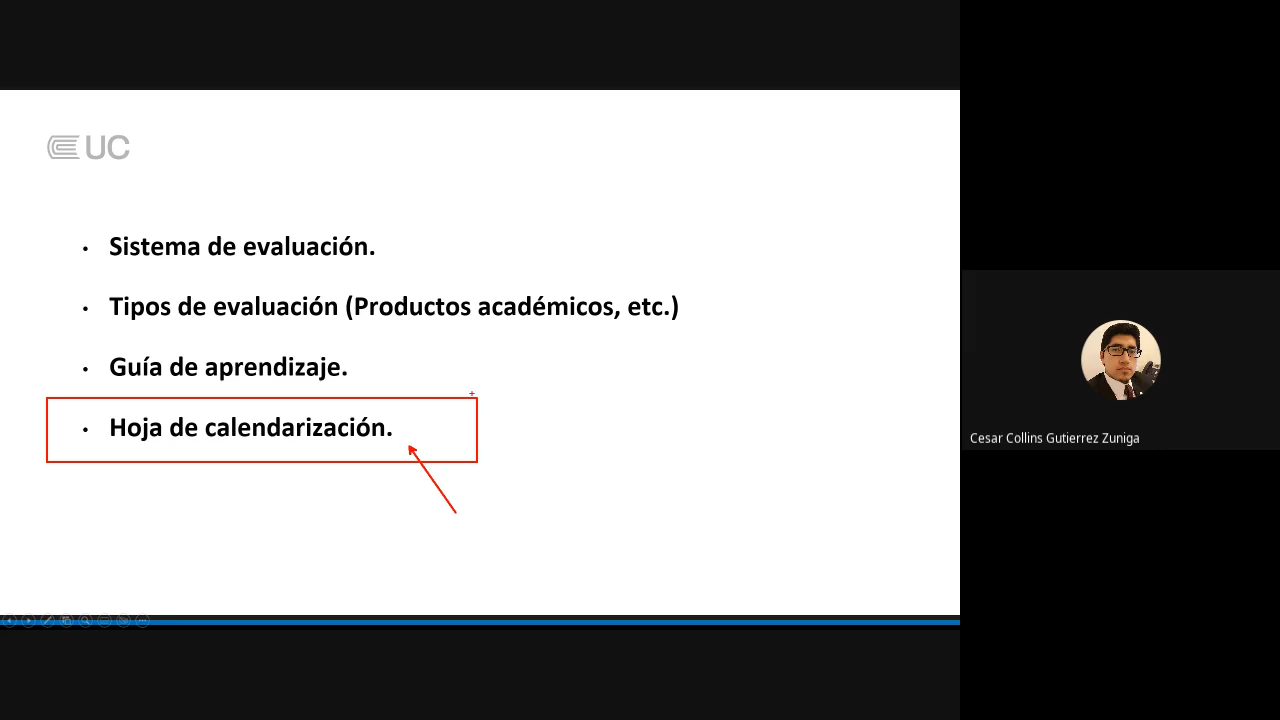 UC
• Sistema de evaluación.
• Tipos de evaluación (Productos académicos, etc.)
• Guía de aprendizaje.
• Hoja de calendarización.
Cesar Collins Gutierrez Zuniga